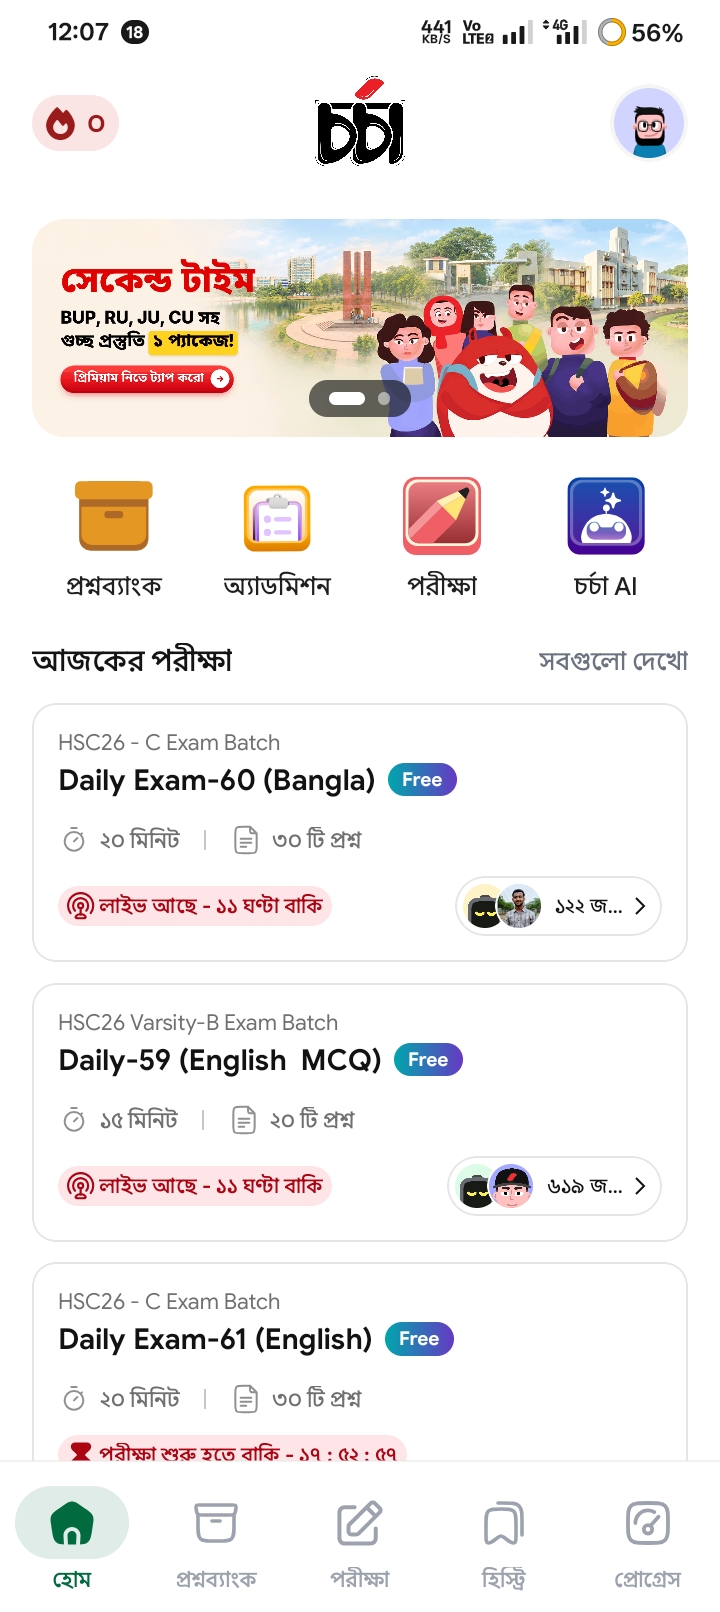 12:07 18 441 KB/S Vo LTE2 4G 56%
0
চর্চা
সেকেন্ড টাইম
BUP, RU, JU, CU সহ
গুচ্ছ প্রস্তুতি ১ প্যাকেজ!
প্রিমিয়াম নিতে ট্যাপ করো
প্রশ্নব্যাংক অ্যাডমিশন পরীক্ষা চর্চা AI
আজকের পরীক্ষা সবগুলো দেখো
HSC26 - C Exam Batch
Daily Exam-60 (Bangla) Free
২০ মিনিট | ৩০ টি প্রশ্ন
লাইভ আছে - ১১ ঘণ্টা বাকি ১২২ জ...
HSC26 Varsity-B Exam Batch
Daily-59 (English MCQ) Free
১৫ মিনিট | ২০ টি প্রশ্ন
লাইভ আছে - ১১ ঘণ্টা বাকি ৬১৯ জ...
HSC26 - C Exam Batch
Daily Exam-61 (English) Free
২০ মিনিট | ৩০ টি প্রশ্ন
পরীক্ষা শুরু হতে বাকি - ১৭ : ৫২ : ৫৭
হোম প্রশ্নব্যাংক পরীক্ষা হিস্ট্রি প্রোগ্রেস